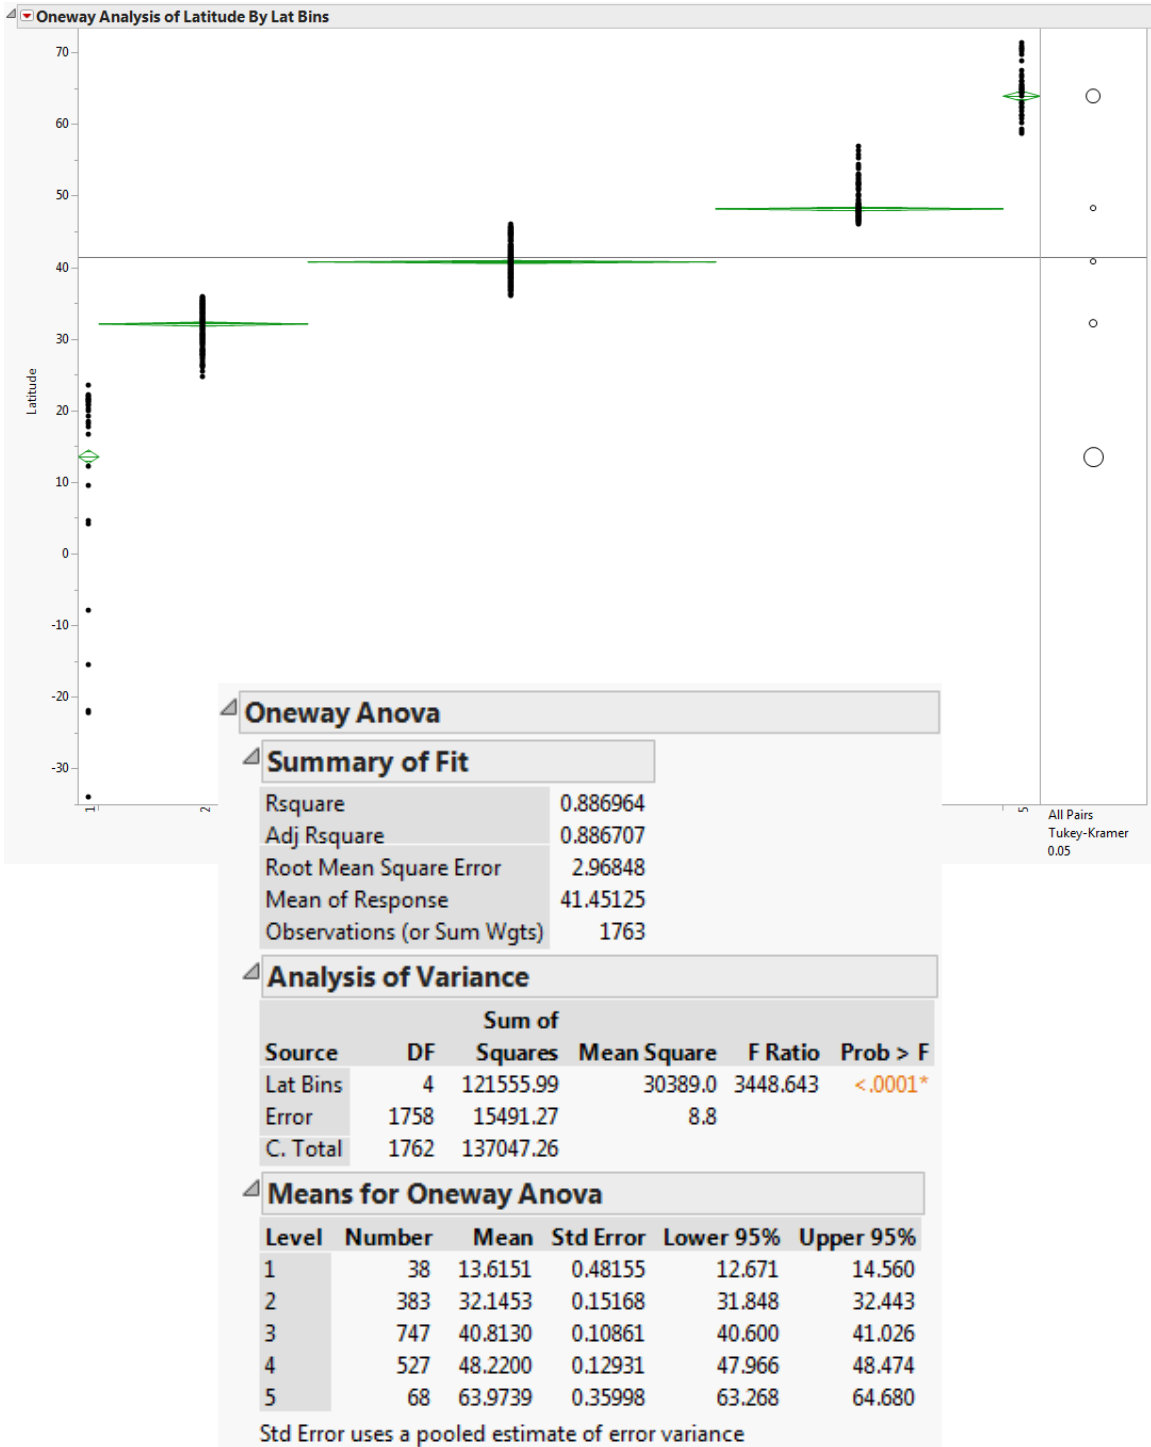 Oneway Analysis of Latitude By Lat Bins
70
60
50
40
30
20
10
0
-10
-20
-30
Latitude
1
2
5
All Pairs
Tukey-Kramer
0.05
Oneway Anova
Summary of Fit
Rsquare 0.886964
Adj Rsquare 0.886707
Root Mean Square Error 2.96848
Mean of Response 41.45125
Observations (or Sum Wgts) 1763
Analysis of Variance
Sum of
Source DF Squares Mean Square F Ratio Prob > F
Lat Bins 4 121555.99 30389.0 3448.643 <.0001*
Error 1758 15491.27 8.8
C. Total 1762 137047.26
Means for Oneway Anova
Level Number Mean Std Error Lower 95% Upper 95%
1 38 13.6151 0.48155 12.671 14.560
2 383 32.1453 0.15168 31.848 32.443
3 747 40.8130 0.10861 40.600 41.026
4 527 48.2200 0.12931 47.966 48.474
5 68 63.9739 0.35998 63.268 64.680
Std Error uses a pooled estimate of error variance